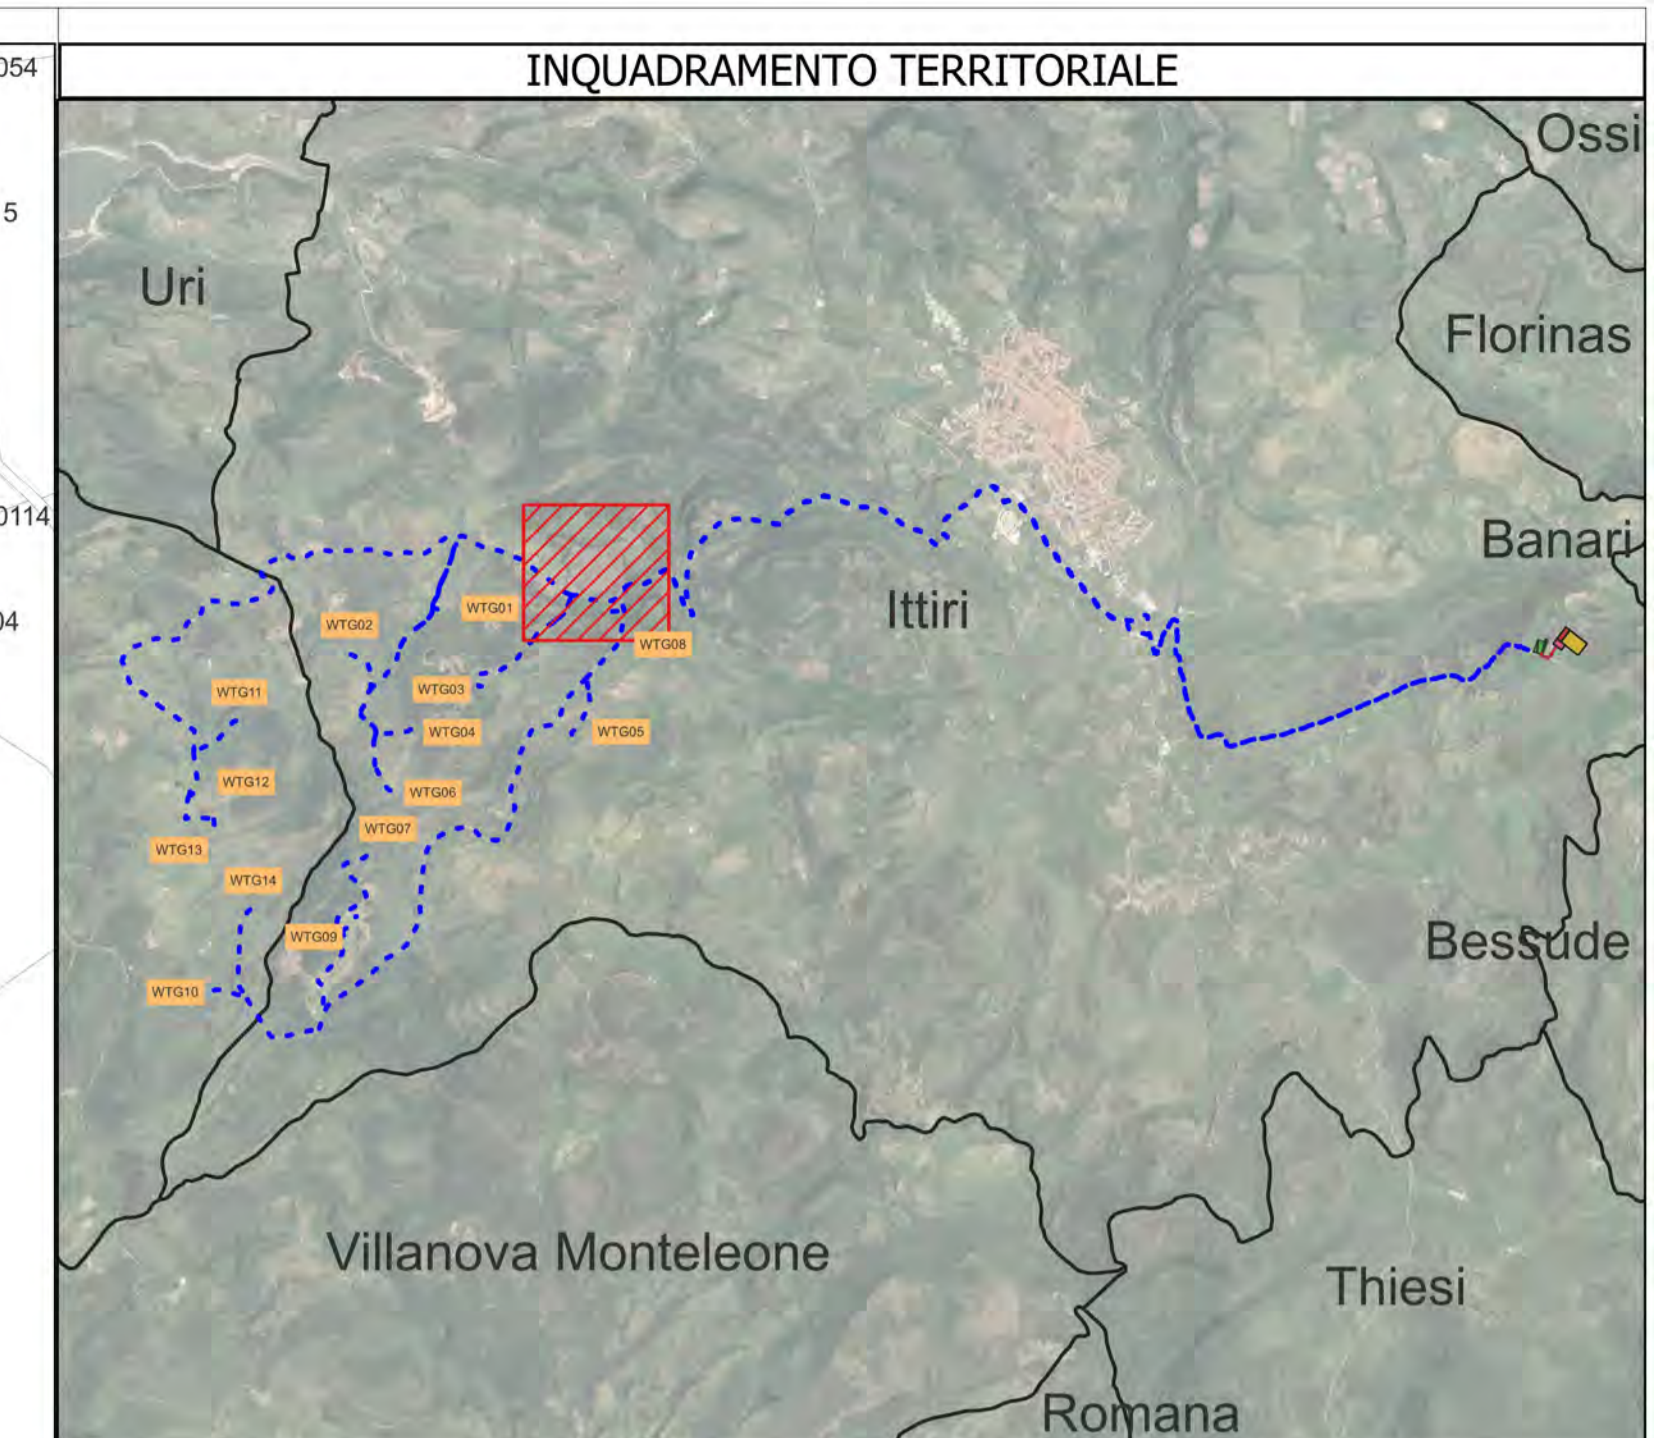 INQUADRAMENTO TERRITORIALE
054
Ossi
5
Uri
Florinas
0114
Banari
WTG01
Ittiri
04
WTG02
WTG08
WTG03
WTG11
WTG04
WTG05
WTG12
WTG06
WTG07
WTG13
WTG14
WTG09
Bessude
WTG10
Villanova Monteleone
Thiesi
Romana